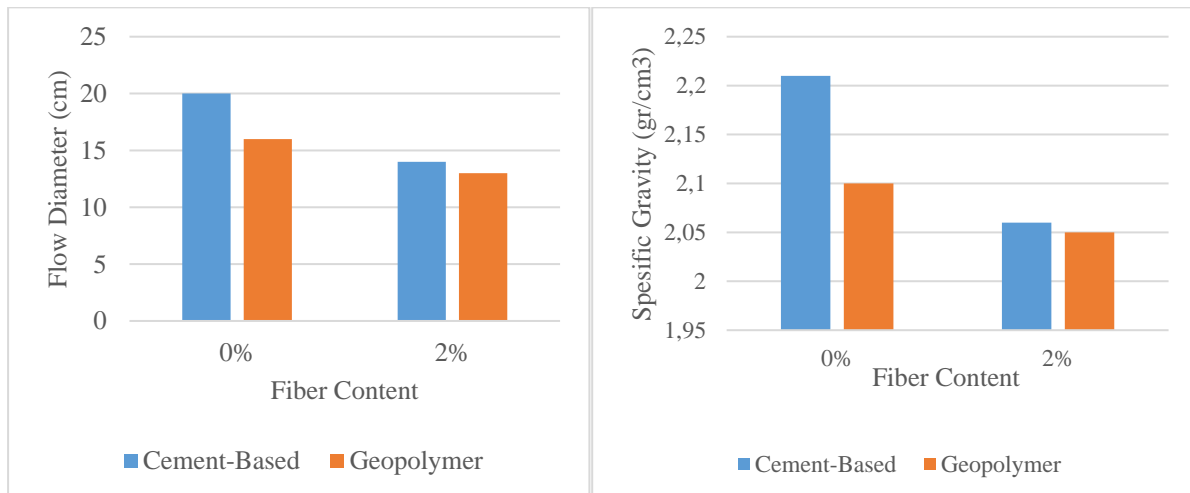 25
20
15
10
5
0
Flow Diameter (cm)
0%
2%
Fiber Content
Cement-Based
Geopolymer
2,25
2,2
2,15
2,1
2,05
2
1,95
Spesific Gravity (gr/cm3)
0%
2%
Fiber Content
Cement-Based
Geopolymer